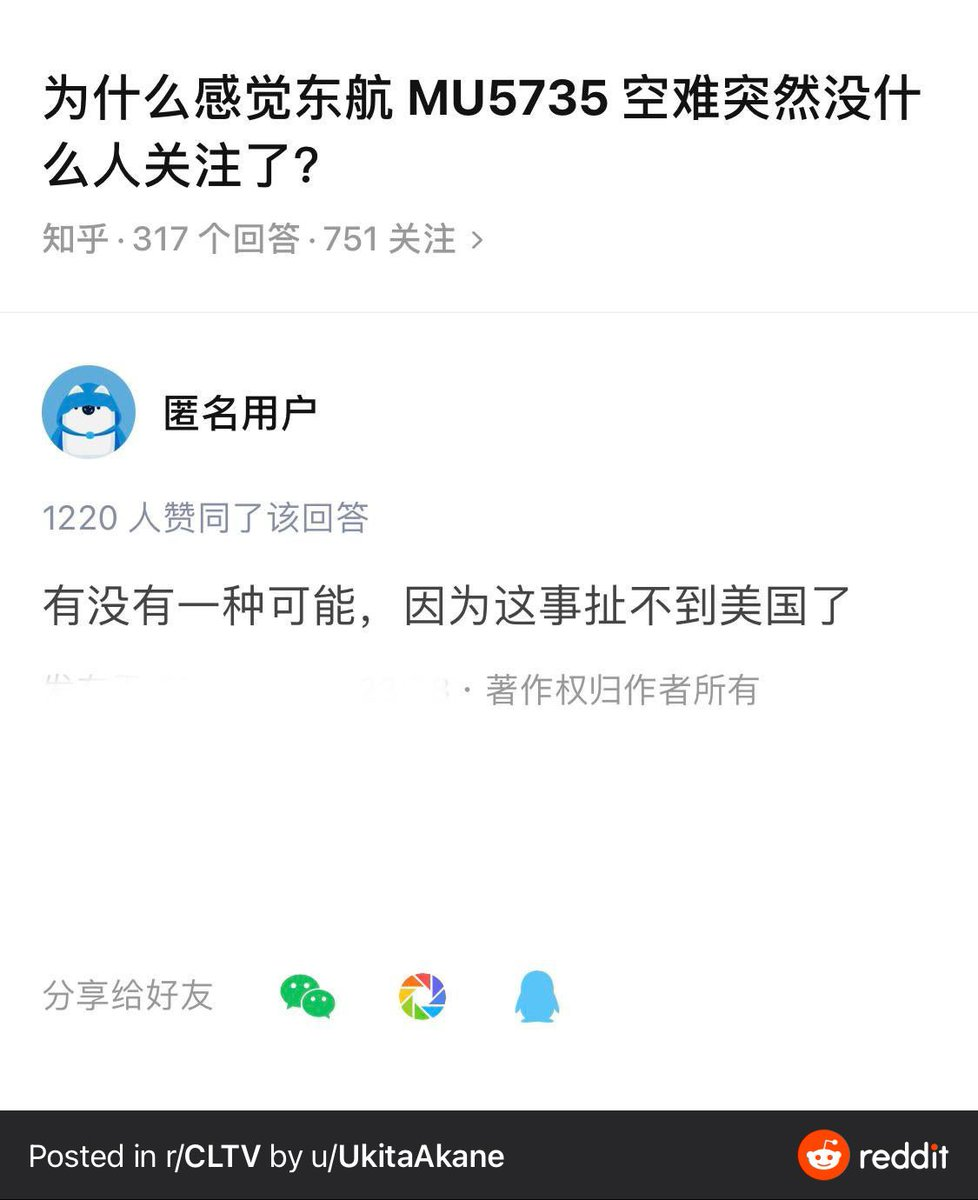 为什么感觉东航 MU5735 空难突然没什
么人关注了?
知乎 · 317 个回答 · 751 关注 >
匿名用户
1220 人赞同了该回答
有没有一种可能，因为这事扯不到美国了
· 著作权归作者所有
分享给好友
Posted in r/CLTV by u/UkitaAkane
reddit